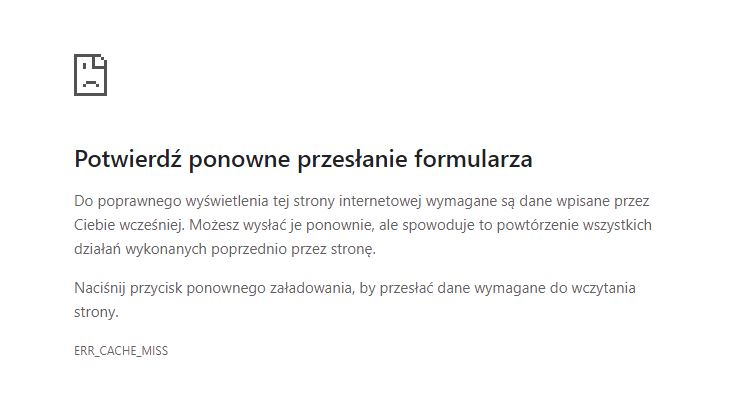 Potwierdź ponowne przesłanie formularza
Do poprawnego wyświetlenia tej strony internetowej wymagane są dane wpisane przez
Ciebie wcześniej. Możesz wysłać je ponownie, ale spowoduje to powtórzenie wszystkich
działań wykonanych poprzednio przez stronę.
Naciśnij przycisk ponownego załadowania, by przesłać dane wymagane do wczytania
strony.
ERR_CACHE_MISS